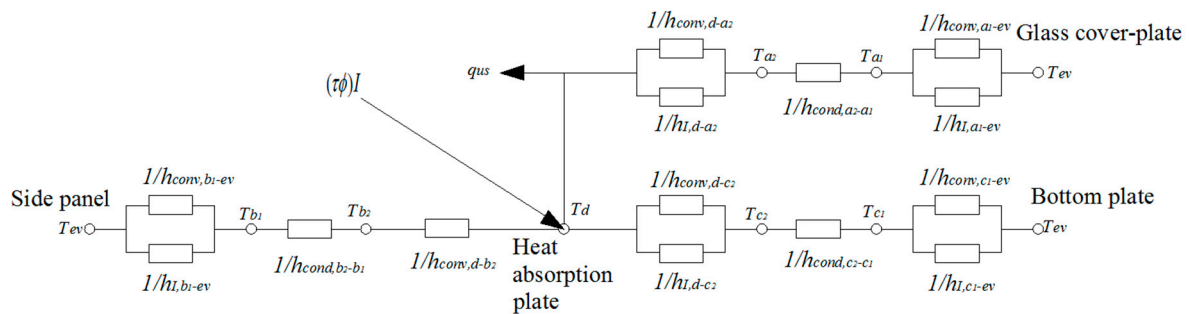 1/hconv,d-a2
1/hconv,a1-ev
Glass cover-plate
qus
Ta2
Ta1
Tev
(τϕ)I
1/hcond,a2-a1
1/hI,d-a2
1/hI,a1-ev
Side panel
1/hconv,b1-ev
1/hconv,d-c2
1/hconv,c1-ev
Bottom plate
Tev
Tb1
Tb2
Td
Tc2
Tc1
Tev
1/hI,b1-ev
1/hcond,b2-b1
1/hconv,d-b2
Heat
absorption
plate
1/hI,d-c2
1/hcond,c2-c1
1/hI,c1-ev